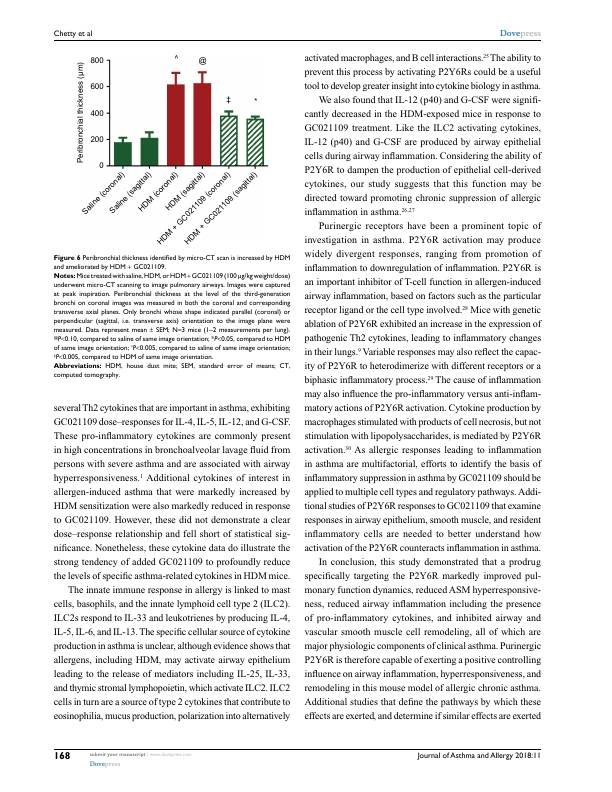 Chetty et al
Dovepress
Peribronchial thickness (µm)
800
600
400
200
0
^
@
‡
*
Saline (coronal)
Saline (sagittal)
HDM (coronal)
HDM (sagittal)
HDM + GC021109 (coronal)
HDM + GC021109 (sagittal)
Figure 6 Peribronchial thickness identified by micro-CT scan is increased by HDM
and ameliorated by HDM + GC021109.
Notes: Mice treated with saline, HDM, or HDM + GC021109 (100 µg/kg weight/dose)
underwent micro-CT scanning to image pulmonary airways. Images were captured
at peak inspiration. Peribronchial thickness at the level of the third-generation
bronchi on coronal images was measured in both the coronal and corresponding
transverse axial planes. Only bronchi whose shape indicated parallel (coronal) or
perpendicular (sagittal, i.e. transverse axis) orientation to the image plane were
measured. Data represent mean ± SEM; N=3 mice (1–2 measurements per lung).
@P<0.10, compared to saline of same image orientation; *P<0.05, compared to HDM
of same image orientation; ^P<0.005, compared to saline of same image orientation;
‡P<0.005, compared to HDM of same image orientation.
Abbreviations: HDM, house dust mite; SEM, standard error of means; CT,
computed tomography.
several Th2 cytokines that are important in asthma, exhibiting
GC021109 dose–responses for IL-4, IL-5, IL-12, and G-CSF.
These pro-inflammatory cytokines are commonly present
in high concentrations in bronchoalveolar lavage fluid from
persons with severe asthma and are associated with airway
hyperresponsiveness.1 Additional cytokines of interest in
allergen-induced asthma that were markedly increased by
HDM sensitization were also markedly reduced in response
to GC021109. However, these did not demonstrate a clear
dose–response relationship and fell short of statistical sig-
nificance. Nonetheless, these cytokine data do illustrate the
strong tendency of added GC021109 to profoundly reduce
the levels of specific asthma-related cytokines in HDM mice.
The innate immune response in allergy is linked to mast
cells, basophils, and the innate lymphoid cell type 2 (ILC2).
ILC2s respond to IL-33 and leukotrienes by producing IL-4,
IL-5, IL-6, and IL-13. The specific cellular source of cytokine
production in asthma is unclear, although evidence shows that
allergens, including HDM, may activate airway epithelium
leading to the release of mediators including IL-25, IL-33,
and thymic stromal lymphopoietin, which activate ILC2. ILC2
cells in turn are a source of type 2 cytokines that contribute to
eosinophilia, mucus production, polarization into alternatively
activated macrophages, and B cell interactions.25 The ability to
prevent this process by activating P2Y6Rs could be a useful
tool to develop greater insight into cytokine biology in asthma.
We also found that IL-12 (p40) and G-CSF were signifi-
cantly decreased in the HDM-exposed mice in response to
GC021109 treatment. Like the ILC2 activating cytokines,
IL-12 (p40) and G-CSF are produced by airway epithelial
cells during airway inflammation. Considering the ability of
P2Y6R to dampen the production of epithelial cell-derived
cytokines, our study suggests that this function may be
directed toward promoting chronic suppression of allergic
inflammation in asthma.26,27
Purinergic receptors have been a prominent topic of
investigation in asthma. P2Y6R activation may produce
widely divergent responses, ranging from promotion of
inflammation to downregulation of inflammation. P2Y6R is
an important inhibitor of T-cell function in allergen-induced
airway inflammation, based on factors such as the particular
receptor ligand or the cell type involved.28 Mice with genetic
ablation of P2Y6R exhibited an increase in the expression of
pathogenic Th2 cytokines, leading to inflammatory changes
in their lungs.9 Variable responses may also reflect the capac-
ity of P2Y6R to heterodimerize with different receptors or a
biphasic inflammatory process.29 The cause of inflammation
may also influence the pro-inflammatory versus anti-inflam-
matory actions of P2Y6R activation. Cytokine production by
macrophages stimulated with products of cell necrosis, but not
stimulation with lipopolysaccharides, is mediated by P2Y6R
activation.30 As allergic responses leading to inflammation
in asthma are multifactorial, efforts to identify the basis of
inflammatory suppression in asthma by GC021109 should be
applied to multiple cell types and regulatory pathways. Addi-
tional studies of P2Y6R responses to GC021109 that examine
responses in airway epithelium, smooth muscle, and resident
inflammatory cells are needed to better understand how
activation of the P2Y6R counteracts inflammation in asthma.
In conclusion, this study demonstrated that a prodrug
specifically targeting the P2Y6R markedly improved pul-
monary function dynamics, reduced ASM hyperresponsive-
ness, reduced airway inflammation including the presence
of pro-inflammatory cytokines, and inhibited airway and
vascular smooth muscle cell remodeling, all of which are
major physiologic components of clinical asthma. Purinergic
P2Y6R is therefore capable of exerting a positive controlling
influence on airway inflammation, hyperresponsiveness, and
remodeling in this mouse model of allergic chronic asthma.
Additional studies that define the pathways by which these
effects are exerted, and determine if similar effects are exerted
168
submit your manuscript | www.dovepress.com
Dovepress
Journal of Asthma and Allergy 2018:11